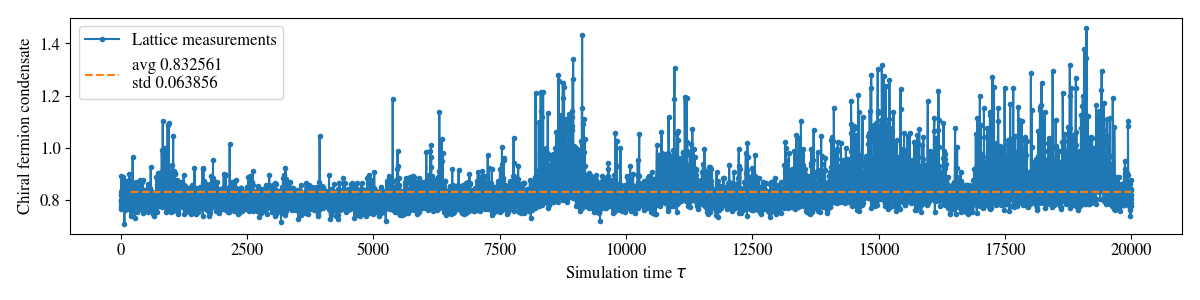 Chiral fermion condensate
1.4
1.2
1.0
0.8
Lattice measurements
avg 0.832561
std 0.063856
0 2500 5000 7500 10000 12500 15000 17500 20000
Simulation time τ